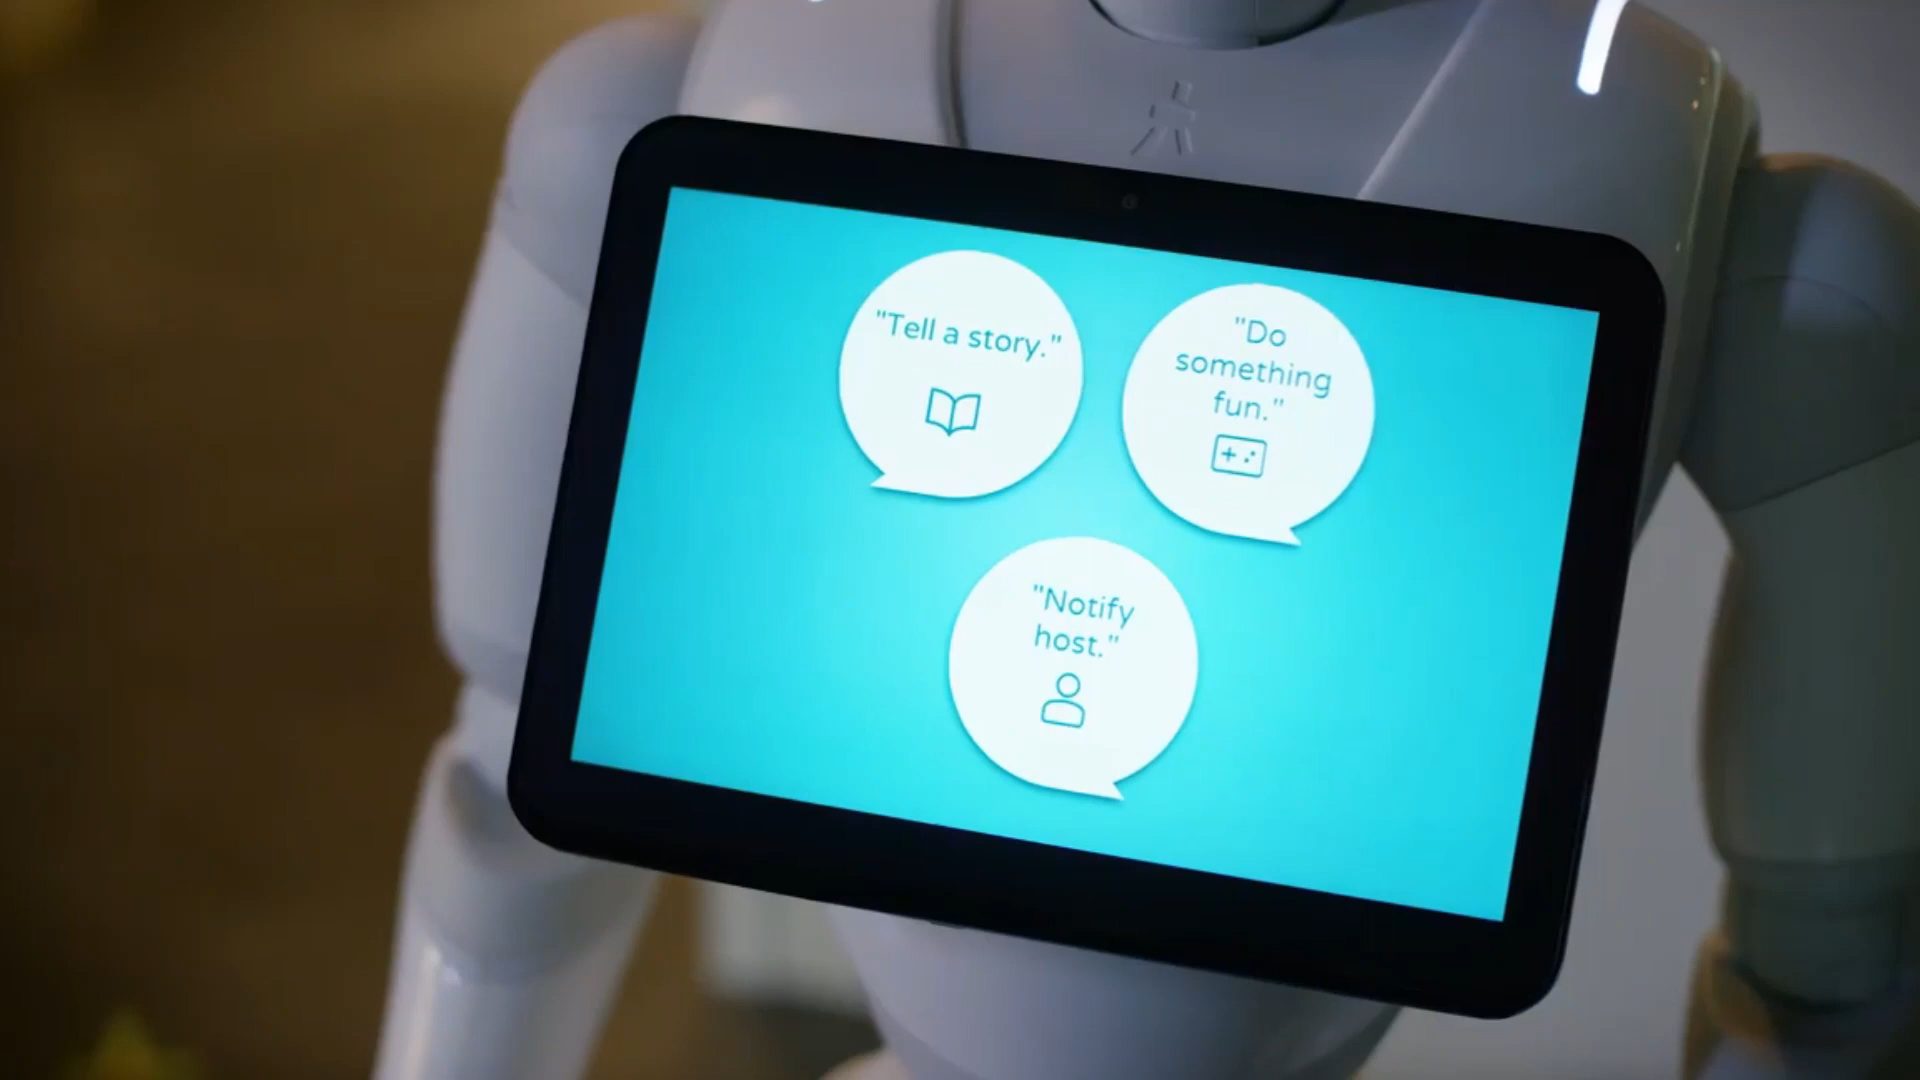 "Tell a story."
"Do
something
fun."
"Notify
host."